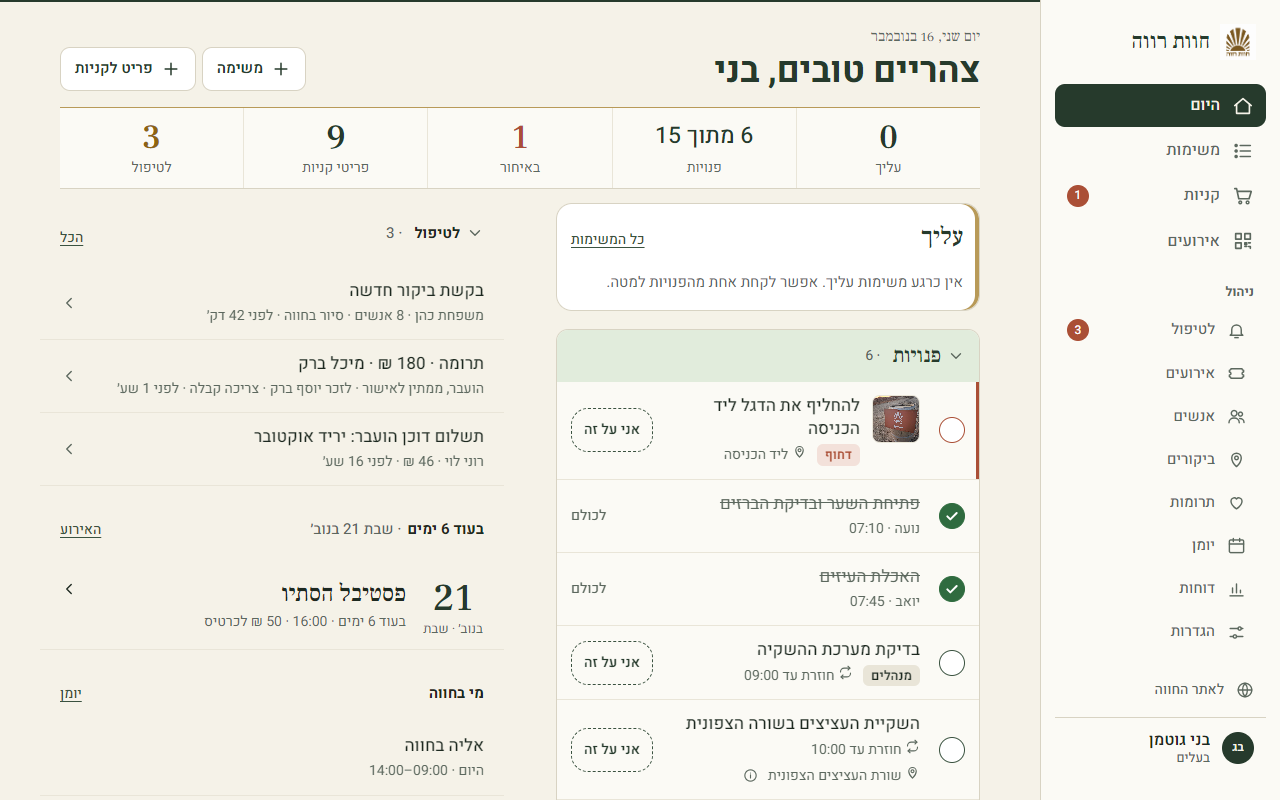 חוות רווה
היום
משימות
קניות
1
אירועים
ניהול
לטיפול
3
אירועים
אנשים
ביקורים
תרומות
יומן
דוחות
הגדרות
לאתר החווה
בג
בני גוטמן
בעלים
יום שני, 16 בנובמבר
צהריים טובים, בני
משימה
פריט לקניות
0
עליך
6 מתוך 15
פנויות
1
באיחור
9
פריטי קניות
3
לטיפול
עליך
כל המשימות
אין כרגע משימות עליך. אפשר לקחת אחת מהפנויות למטה.
פנויות · 6
להחליף את הדגל ליד
הכניסה
דחוף ליד הכניסה
אני על זה
פתיחת השער ובדיקת הברזים
נועה · 07:10
לכולם
האכלת העיזים
יואב · 07:45
לכולם
בדיקת מערכת ההשקיה
מנהלים חוזרת עד 09:00
אני על זה
השקיית העציצים בשורה הצפונית
חוזרת עד 10:00
שורת העציצים הצפונית
אני על זה
לטיפול · 3
הכל
בקשת ביקור חדשה
משפחת כהן · 8 אנשים · סיור בחווה · לפני 42 דק׳
תרומה · 180 ₪ · מיכל ברק
הועבר, ממתין לאישור · לזכר יוסף ברק · צריכה קבלה · לפני 1 שע׳
תשלום דוכן הועבר: יריד אוקטובר
רוני לוי · 46 ₪ · לפני 16 שע׳
בעוד 6 ימים · שבת 21 בנוב׳
האירוע
21
בנוב׳ · שבת
פסטיבל הסתיו
בעוד 6 ימים · 16:00 · 50 ₪ לכרטיס
מי בחווה
יומן
אליה בחווה
היום · 09:00–14:00